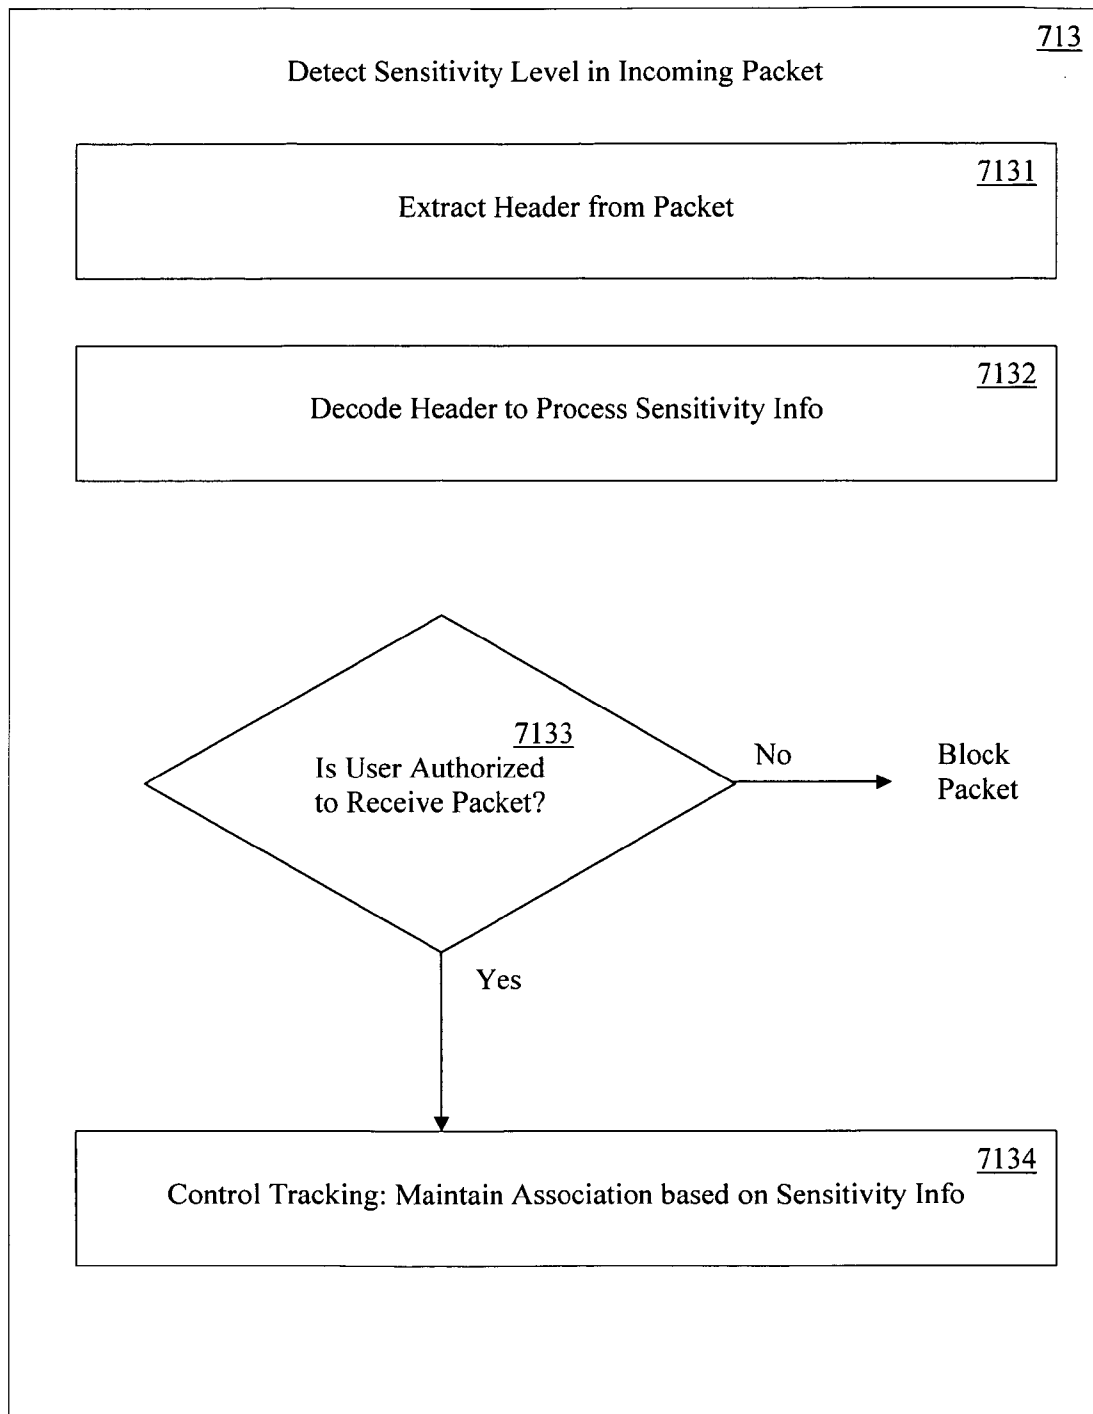 713
Detect Sensitivity Level in Incoming Packet
7131
Extract Header from Packet
7132
Decode Header to Process Sensitivity Info
7133
Is User Authorized
to Receive Packet?
No
Block
Packet
Yes
7134
Control Tracking: Maintain Association based on Sensitivity Info